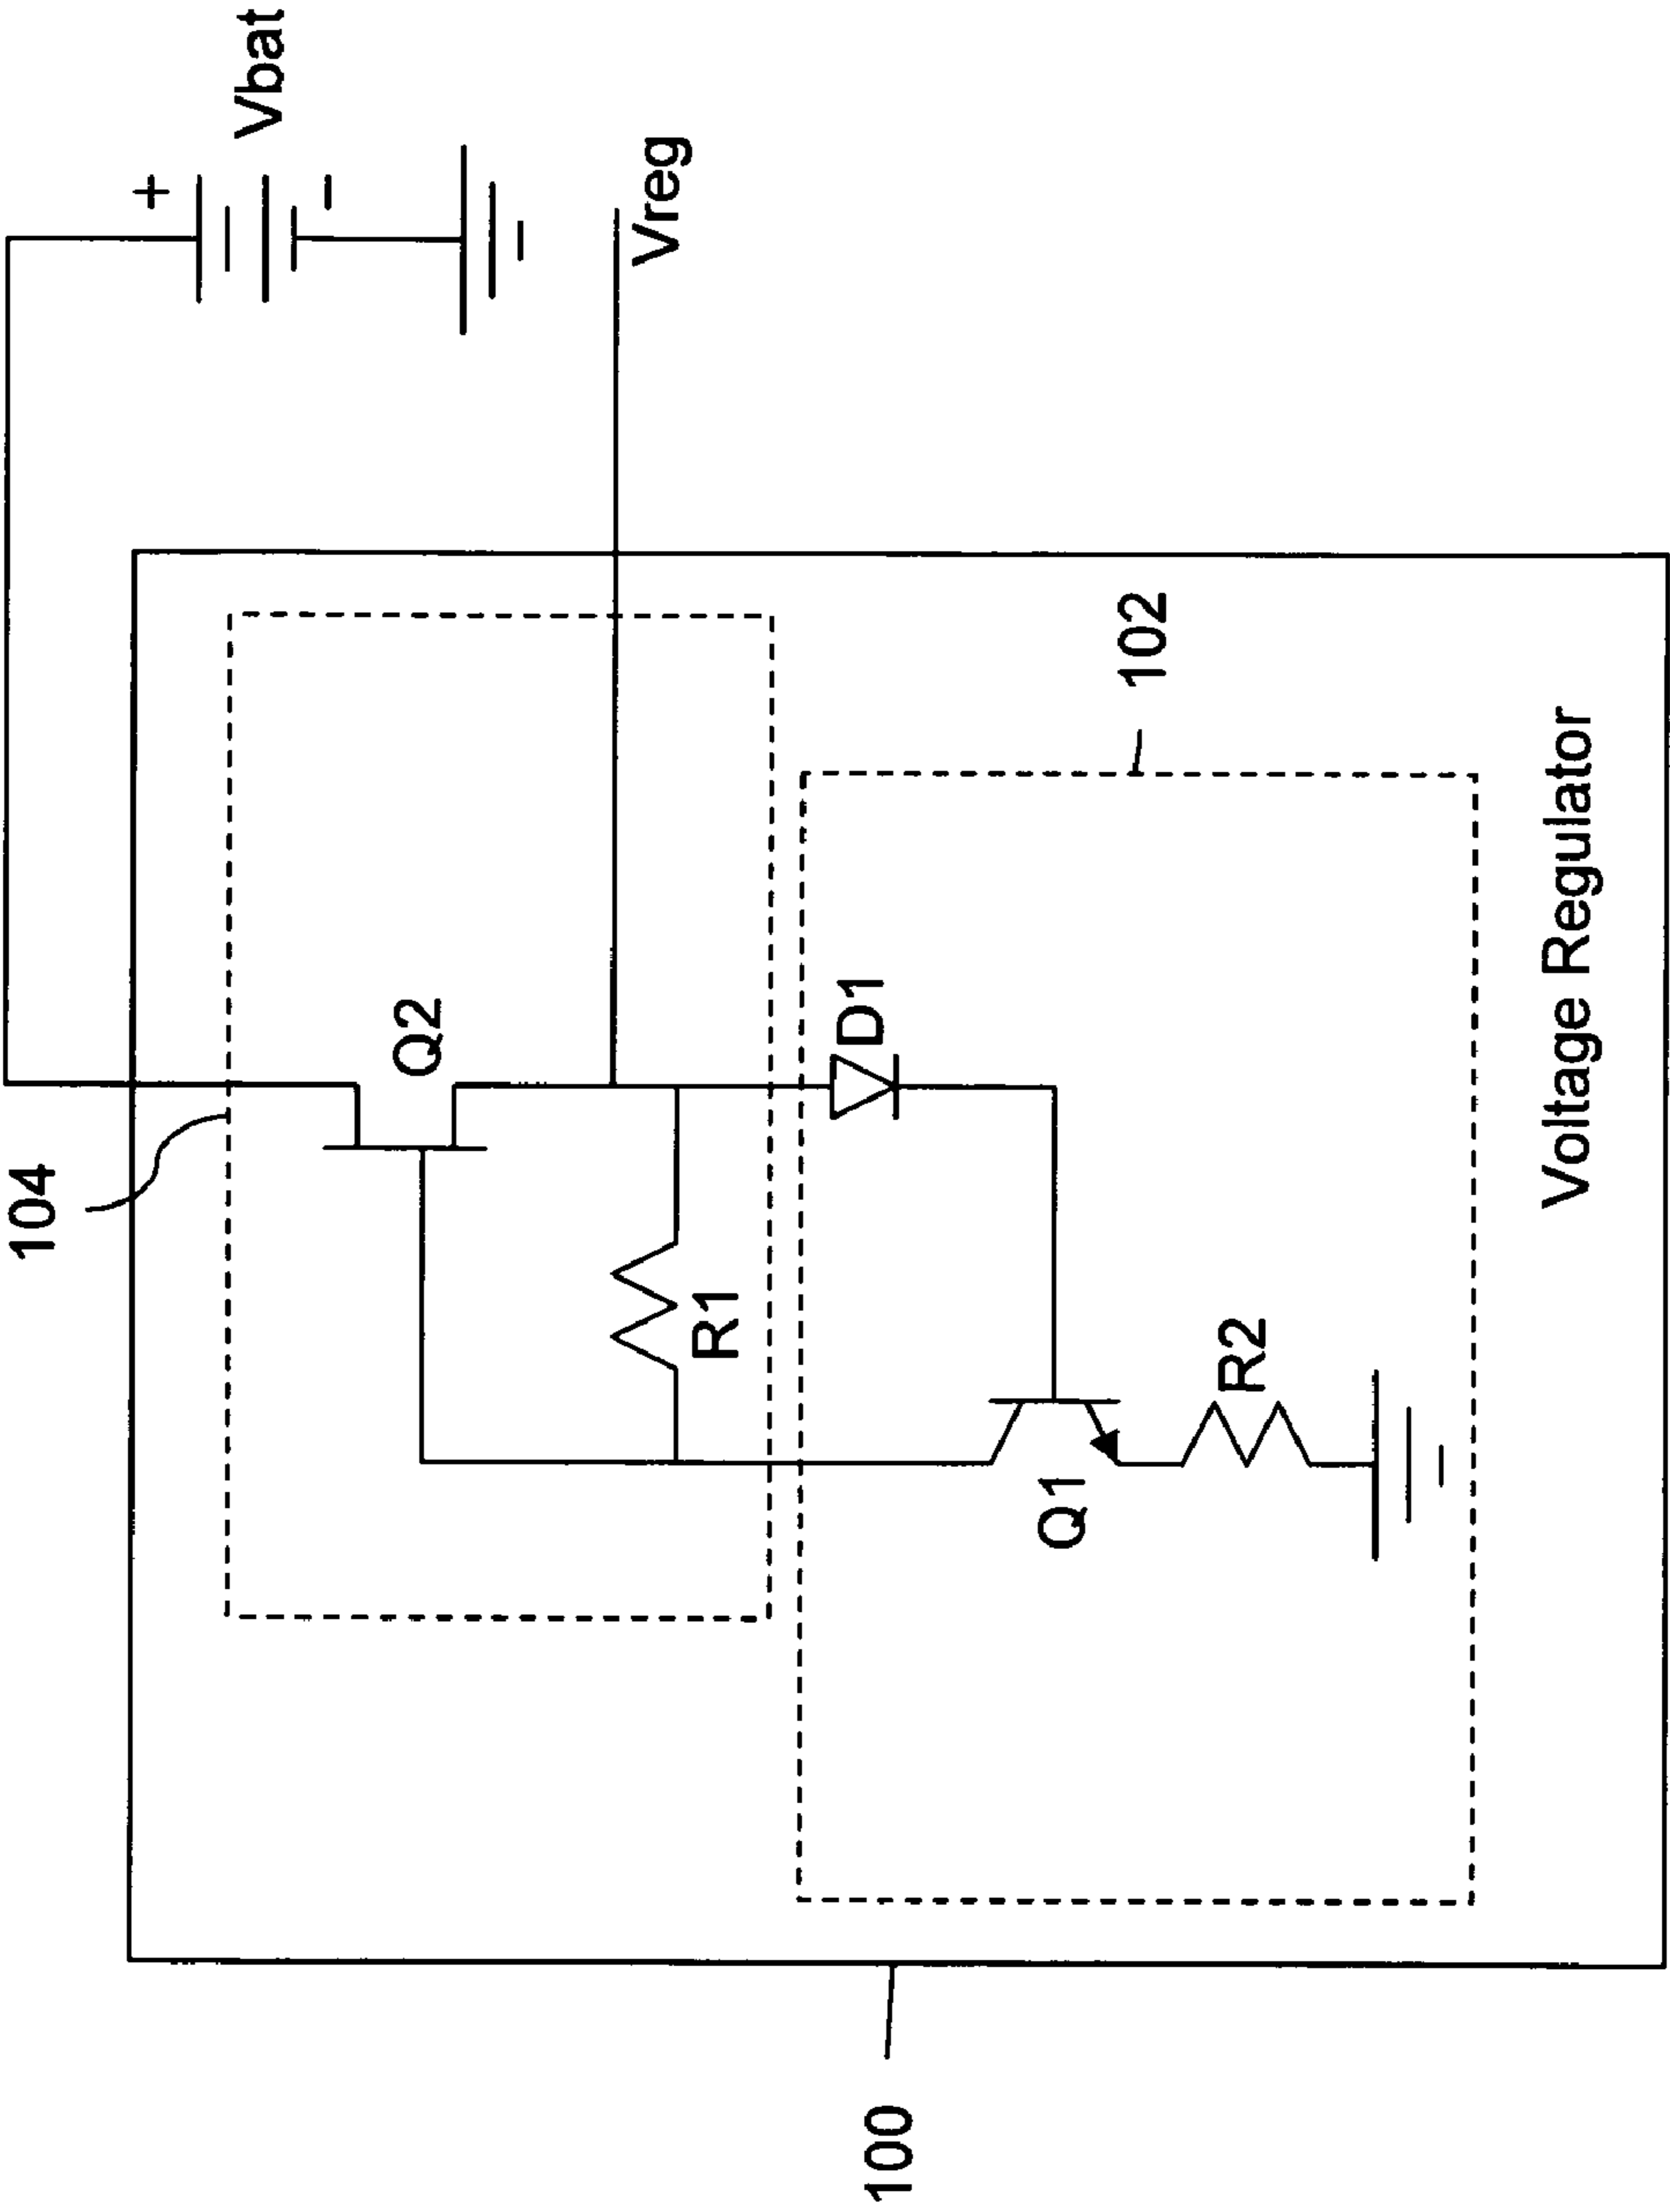 104
Vbat
+
-
Q2
Vreg
R1
D1
102
Q1
R2
100
Voltage Regulator